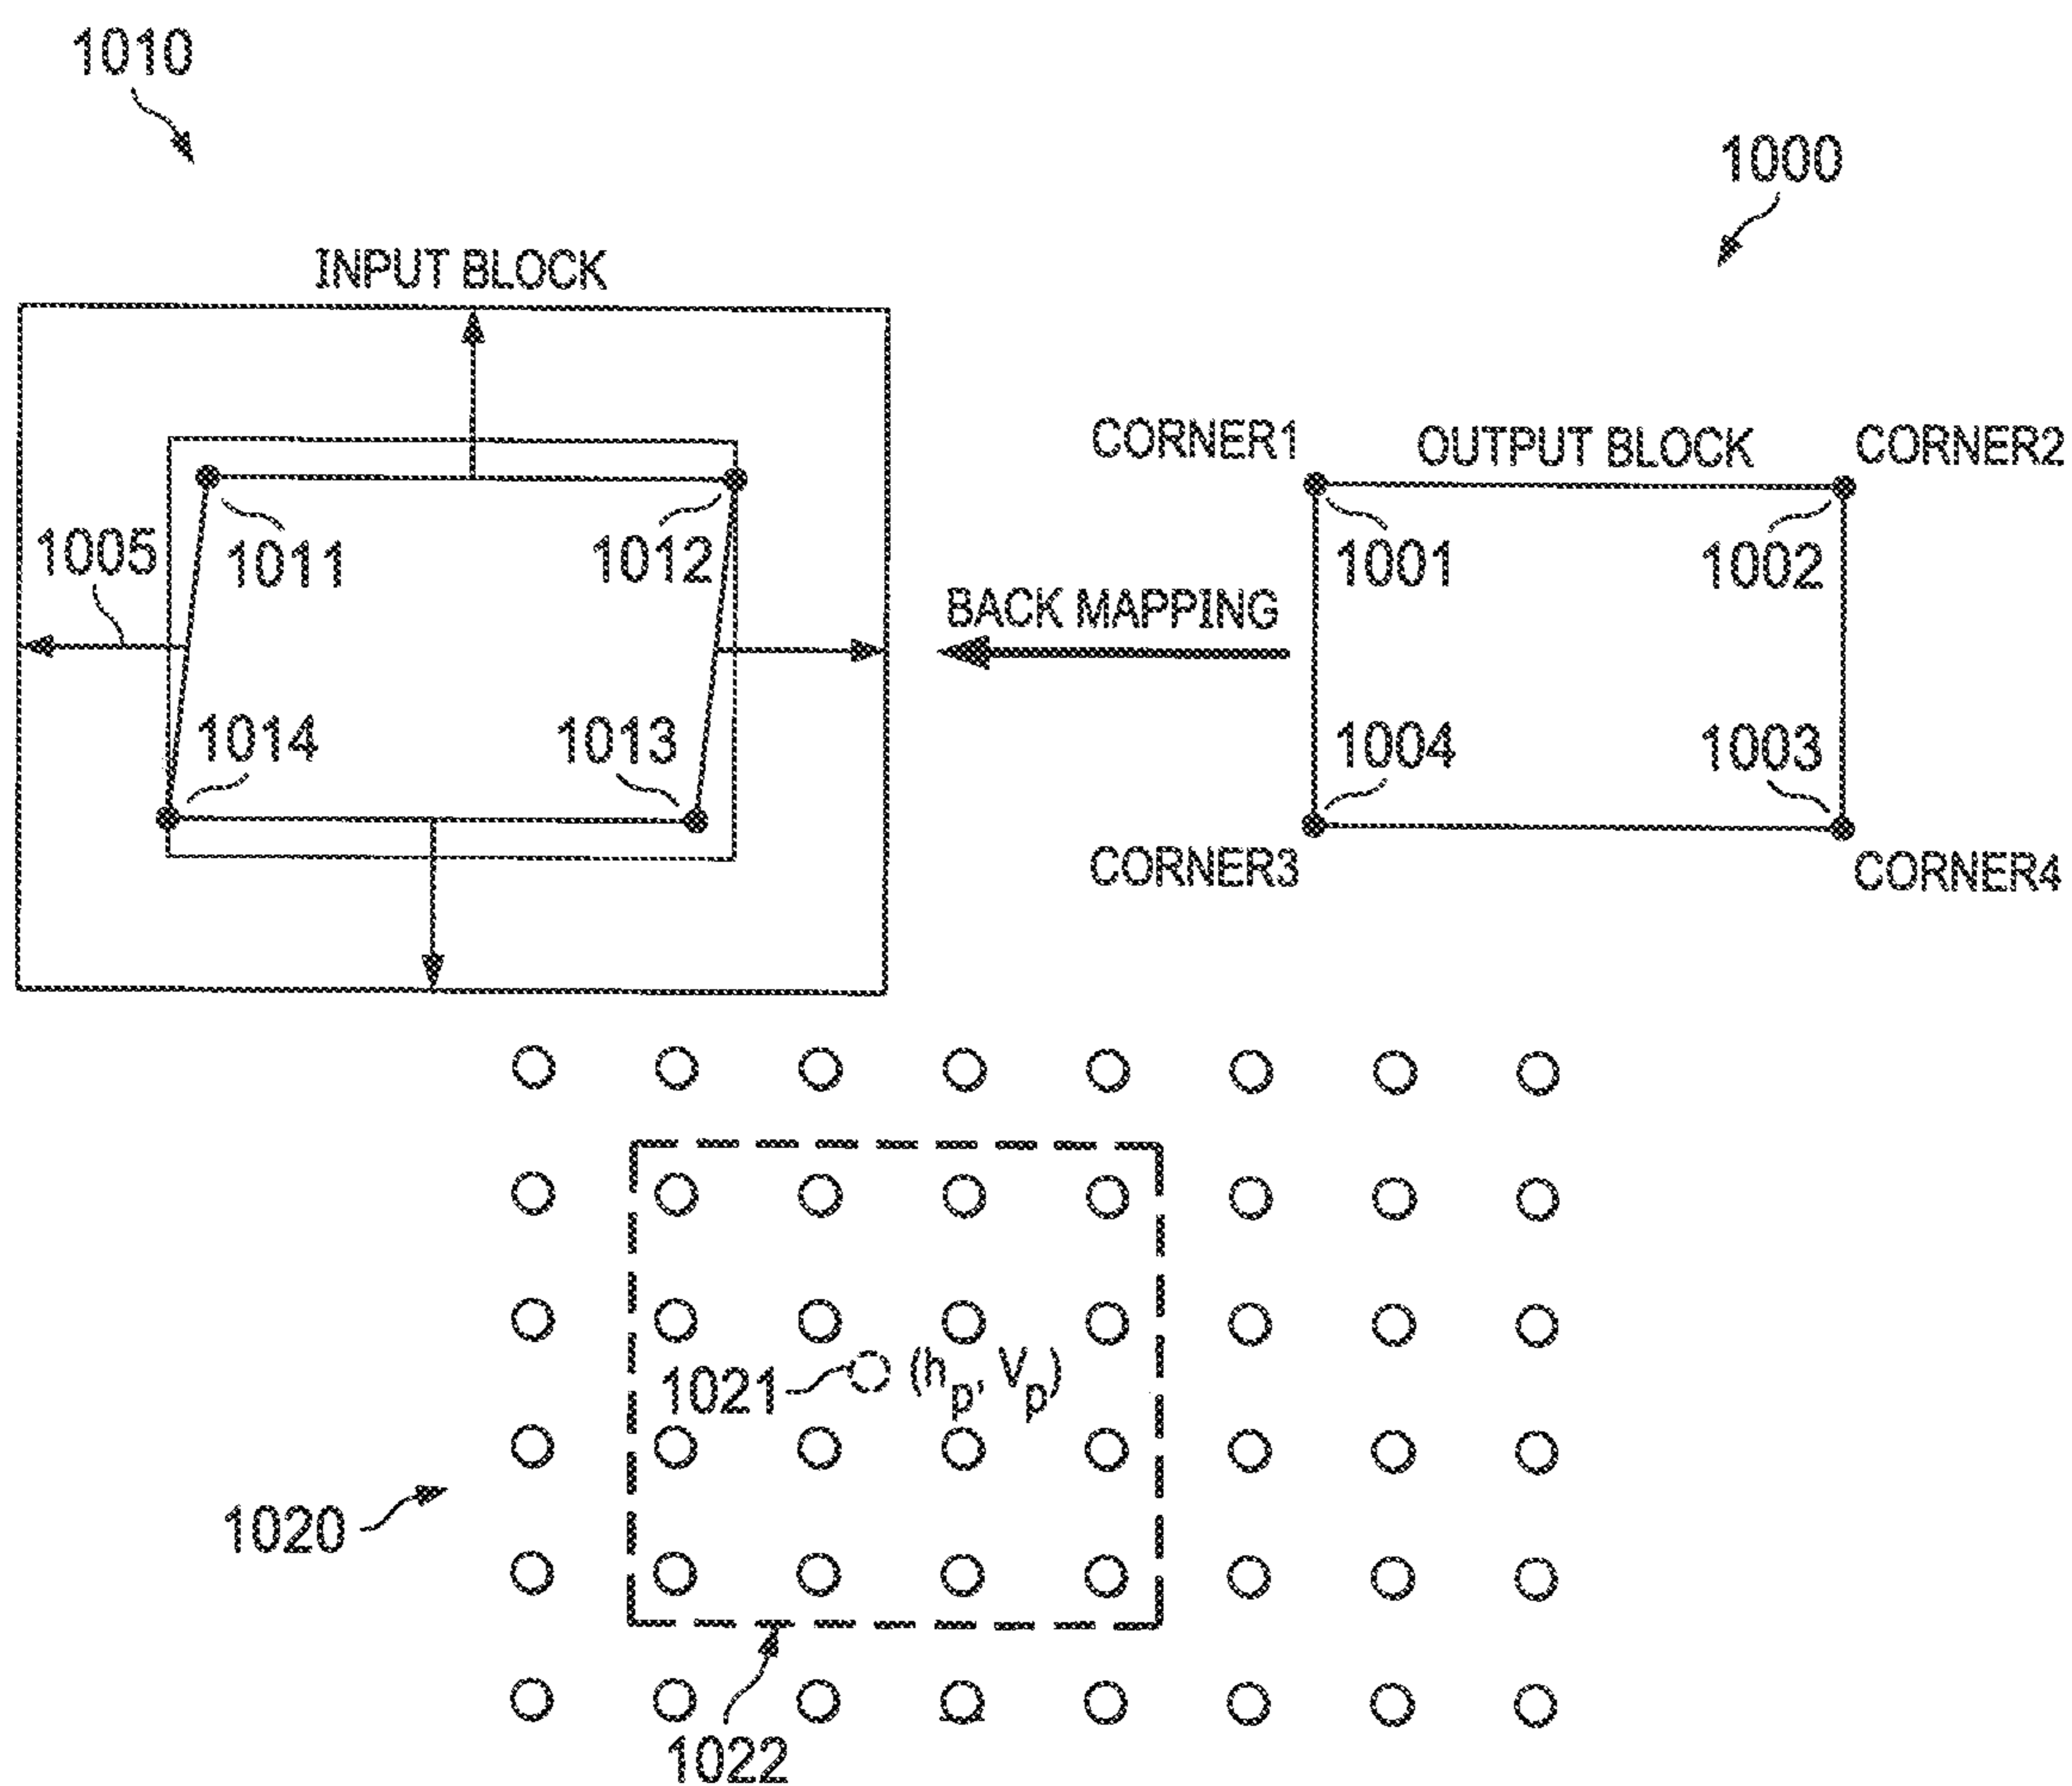 1010
1000
INPUT BLOCK
CORNER1
OUTPUT BLOCK
CORNER2
1005
1011
1012
1001
1002
BACK MAPPING
1014
1013
1004
1003
CORNER3
CORNER4
1021
(hp, Vp)
1020
1022